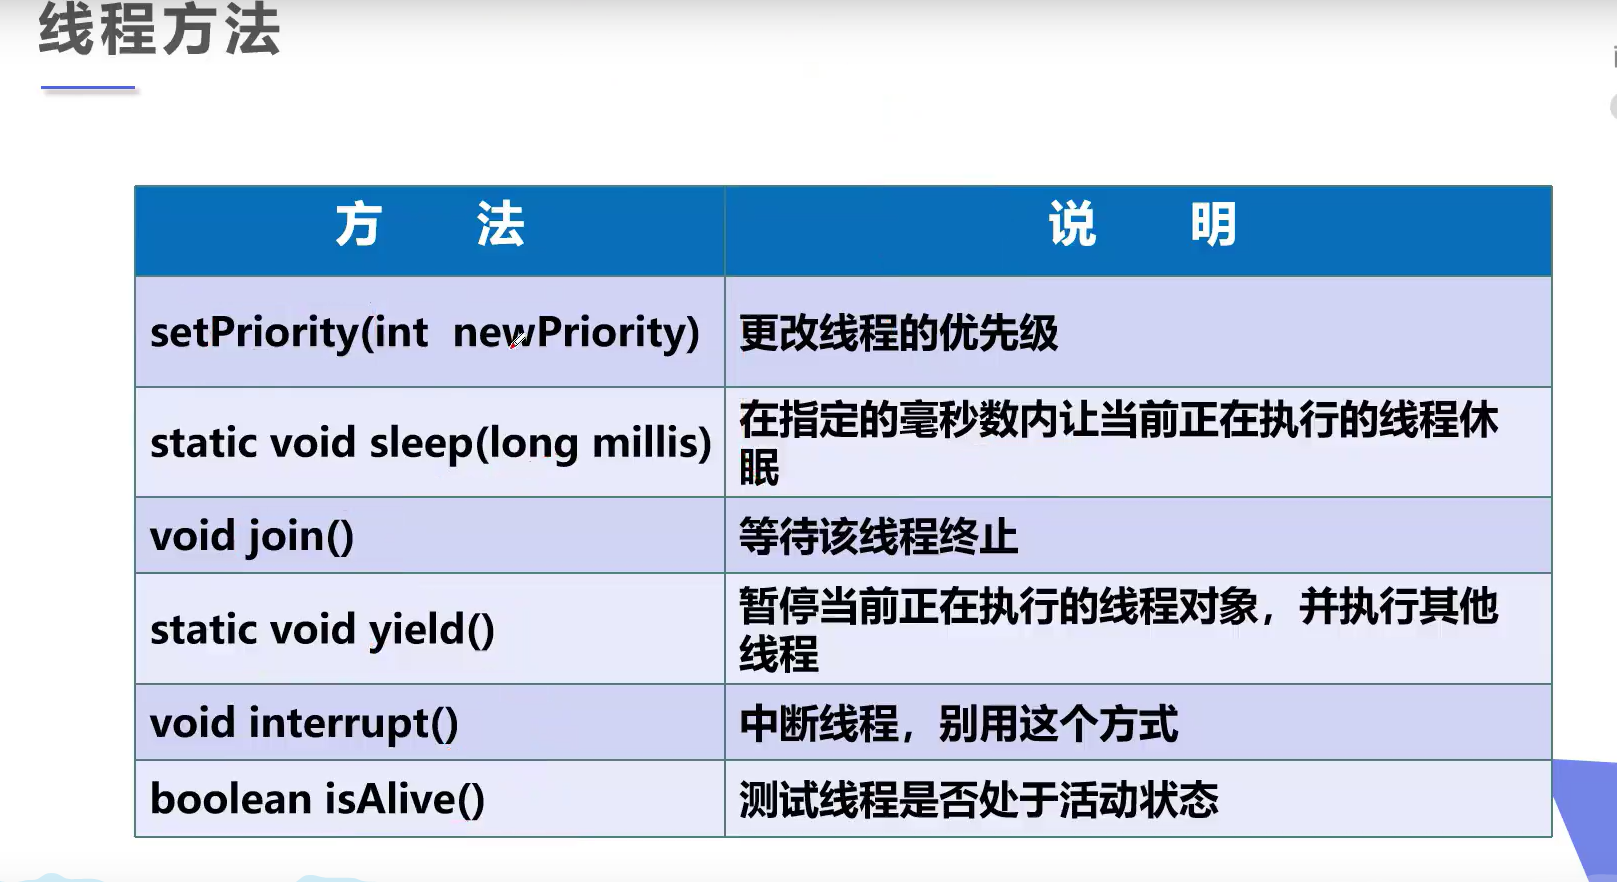 线程方法
方 法
说 明
setPriority(int newPriority)
更改线程的优先级
static void sleep(long millis)
在指定的毫秒数内让当前正在执行的线程休
眠
void join()
等待该线程终止
static void yield()
暂停当前正在执行的线程对象，并执行其他
线程
void interrupt()
中断线程，别用这个方式
boolean isAlive()
测试线程是否处于活动状态